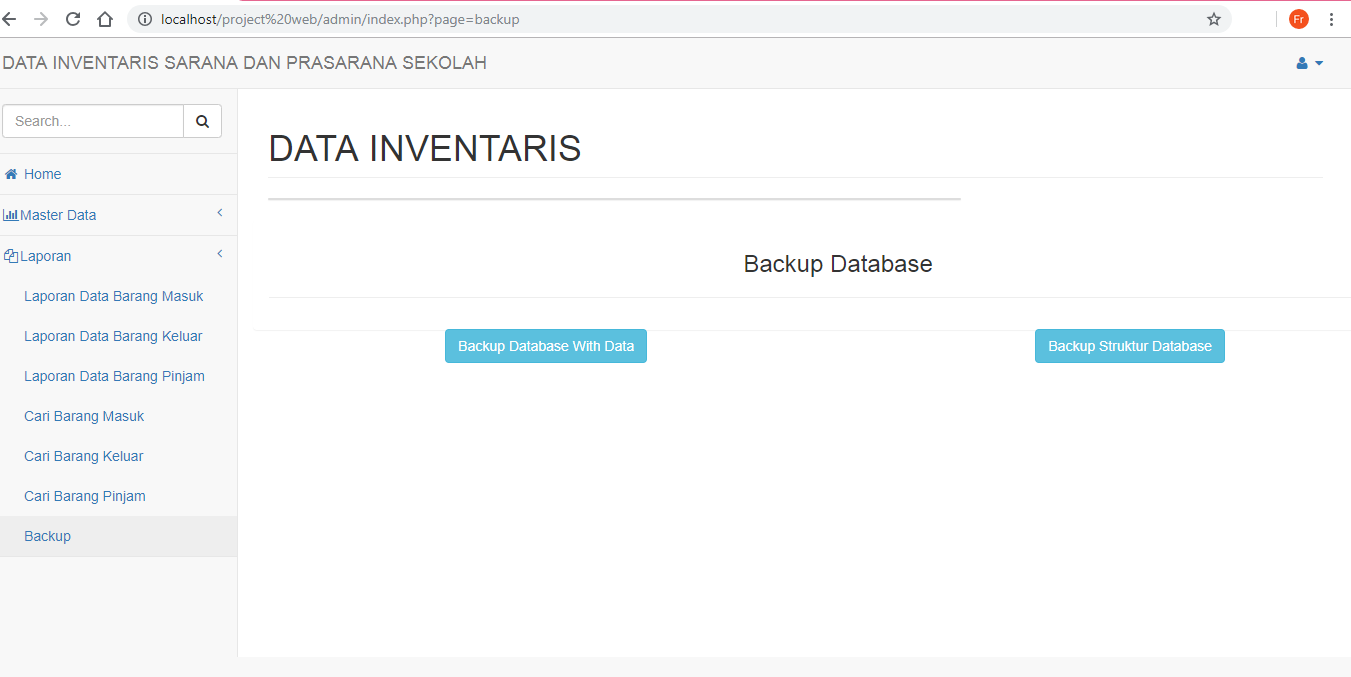 localhost/project%20web/admin/index.php?page=backup
Fr
DATA INVENTARIS SARANA DAN PRASARANA SEKOLAH
Search...
Home
Master Data
Laporan
Laporan Data Barang Masuk
Laporan Data Barang Keluar
Laporan Data Barang Pinjam
Cari Barang Masuk
Cari Barang Keluar
Cari Barang Pinjam
Backup
DATA INVENTARIS
Backup Database
Backup Database With Data
Backup Struktur Database